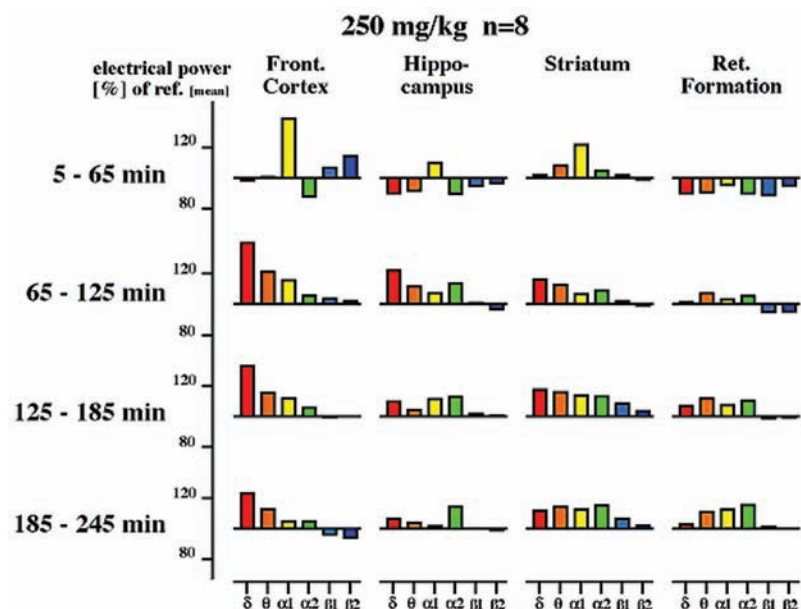 250 mg/kg n=8
electrical power
[%] of ref. [mean]
Front.
Cortex
Hippo-
campus
Striatum
Ret.
Formation
120
5 - 65 min
80
120
65 - 125 min
80
120
125 - 185 min
80
120
185 - 245 min
80
δ θ α1 α2 β1 β2 δ θ α1 α2 β1 β2 δ θ α1 α2 β1 β2 δ θ α1 α2 β1 β2